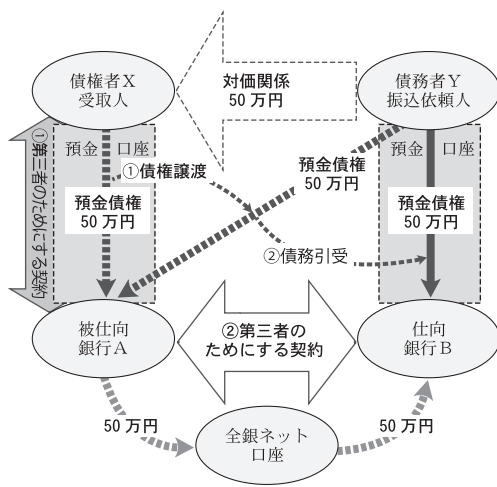 債権者X
受取人
対価関係
50万円
債務者Y
振込依頼人
預金 口座
預金 口座
①債権譲渡
預金債権
50万円
預金債権
50万円
預金債権
50万円
①第三者のためにする契約
②債務引受
被仕向
銀行A
②第三者の
ためにする契約
仕向
銀行B
50万円
全銀ネット
口座
50万円